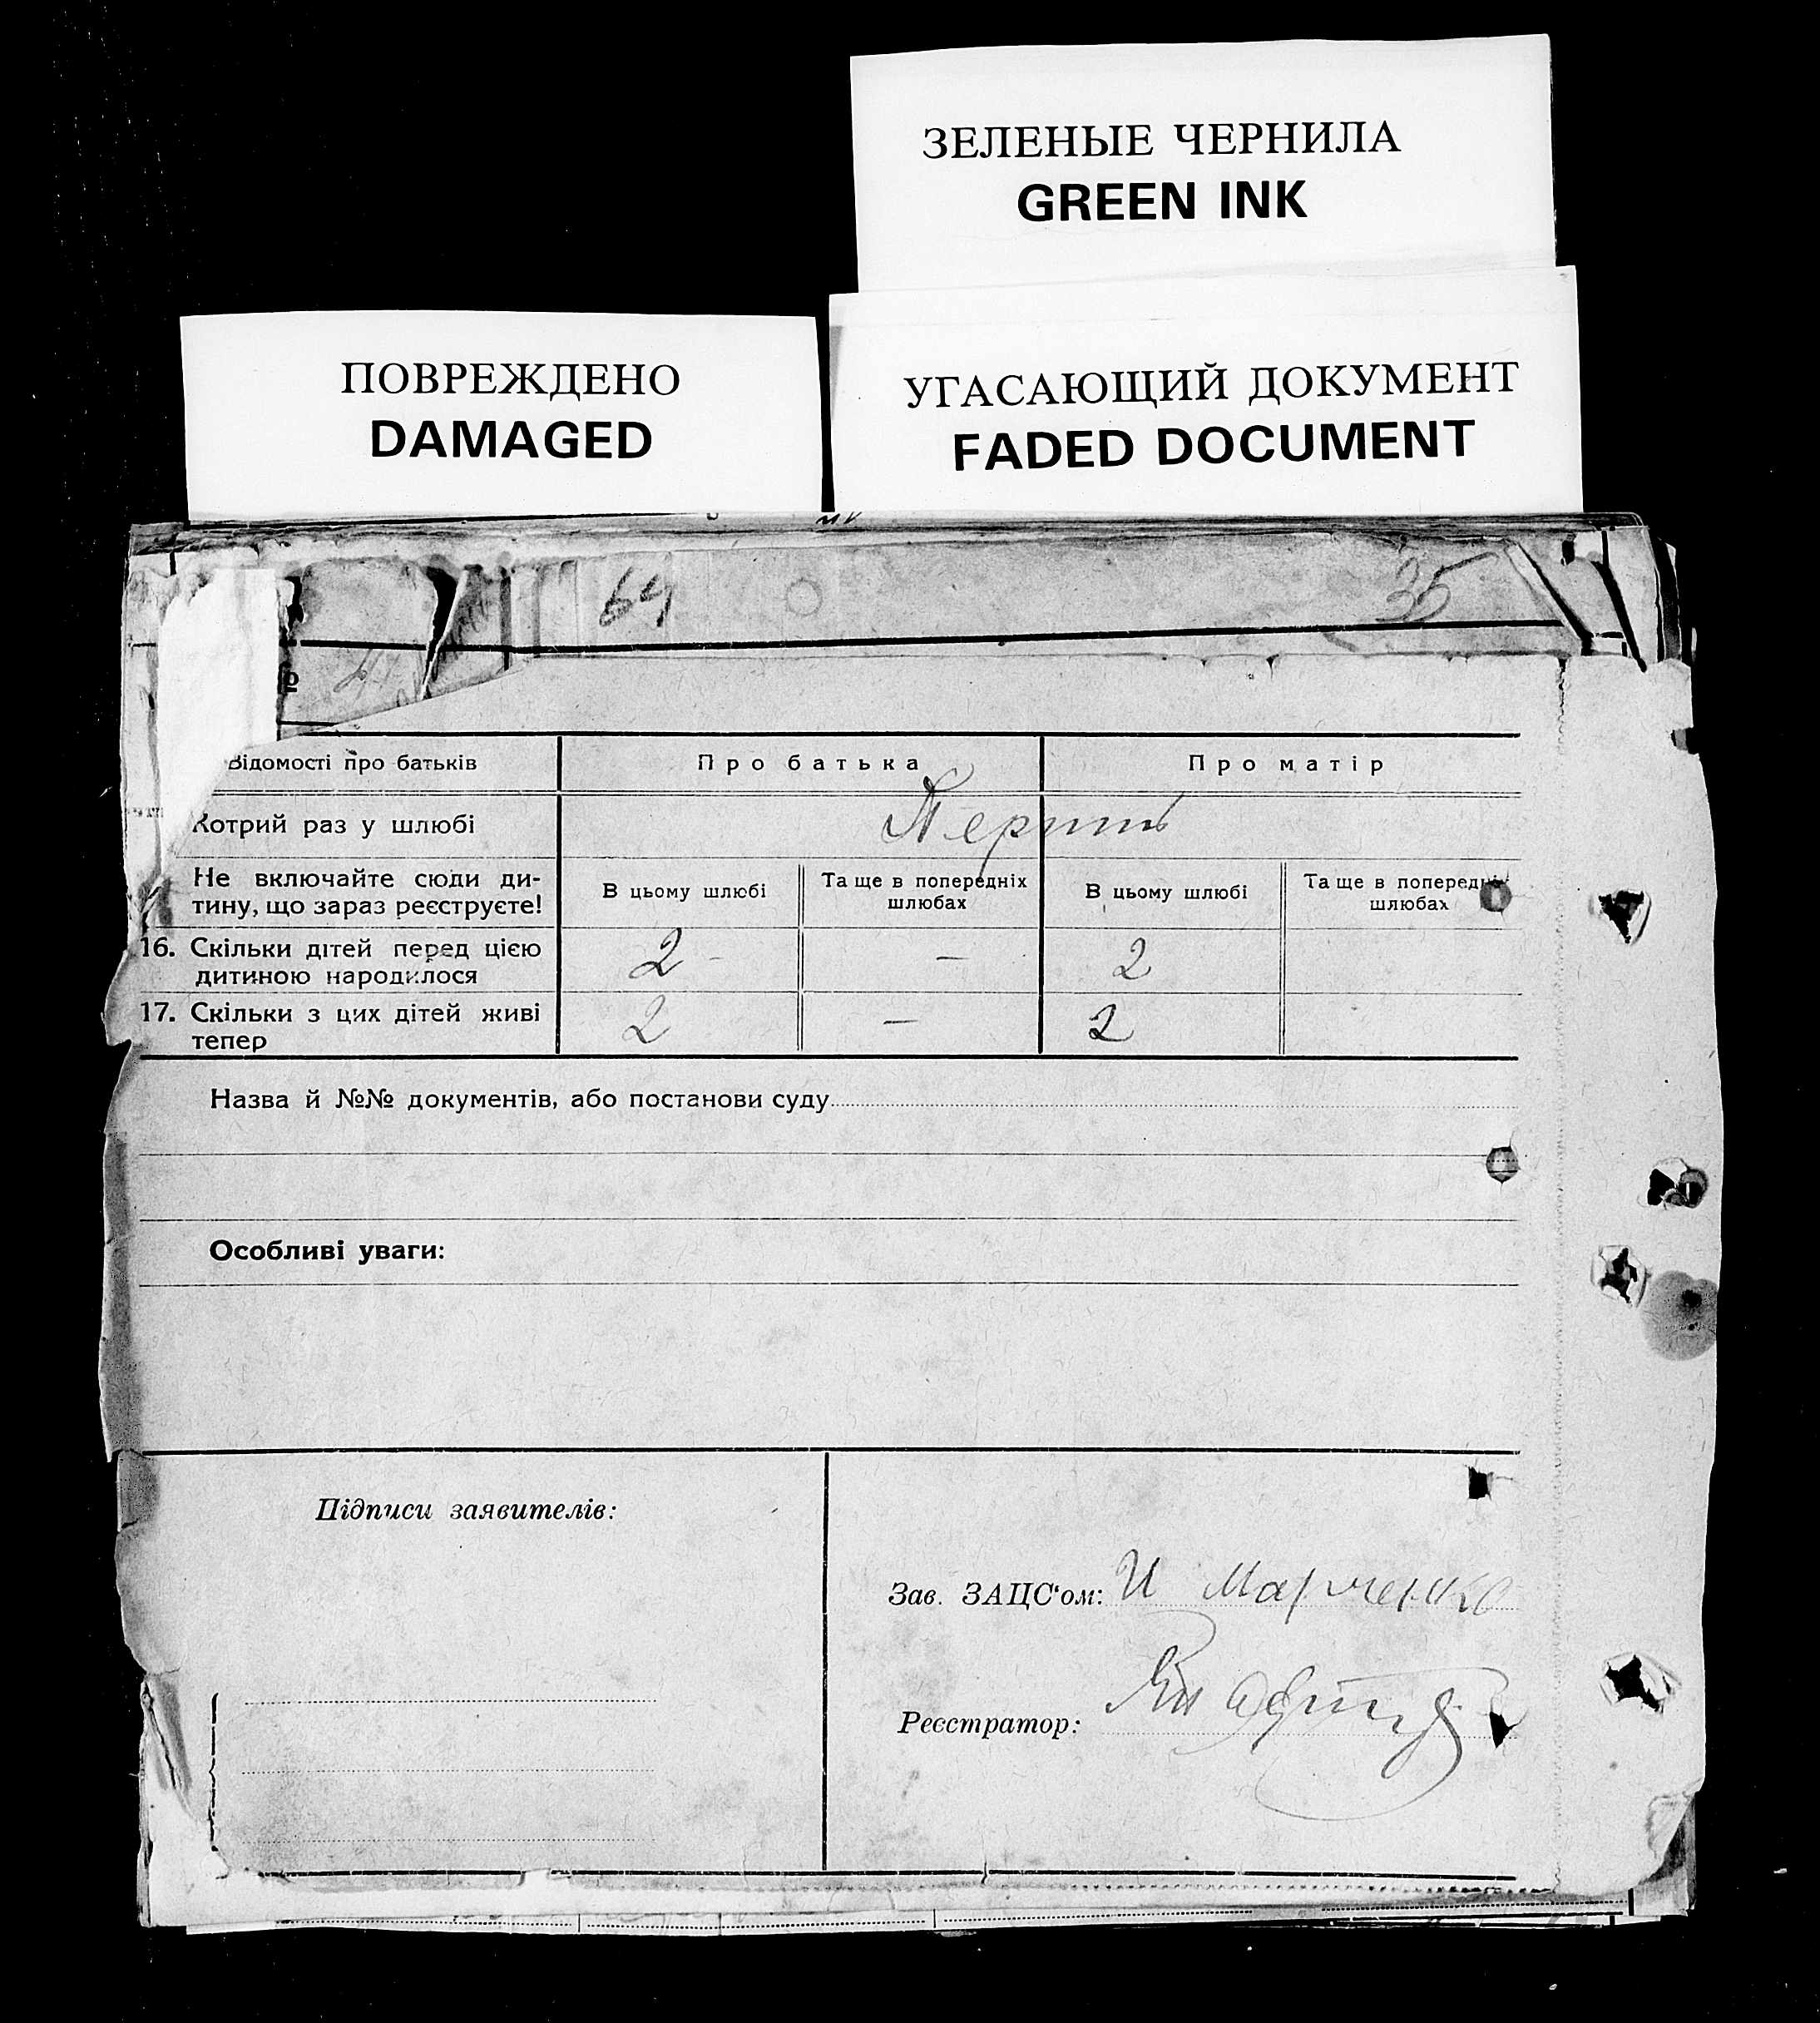 ЗЕЛЕНЫЕ ЧЕРНИЛА
GREEN INK
ПОВРЕЖДЕНО
DAMAGED
УГАСАЮЩИЙ ДОКУМЕНТ
FADED DOCUMENT
64
35
Відомості про батьків
Про батька
Про матір
Котрий раз у шлюбі
Не включайте сюди ди-
тину, що зараз реєструєте!
В цьому шлюбі
Та ще в попередніх
шлюбах
В цьому шлюбі
Та ще в попередніх
шлюбах
16. Скільки дітей перед цією
дитиною народилося
2 -
—
2
17. Скільки з цих дітей живі
тепер
2
—
2
Назва й №№ документів, або постанови суду
Особливі уваги:
Підписи заявителів:
Зав. ЗАЦС‘ом: И Марченко
Реєстратор: